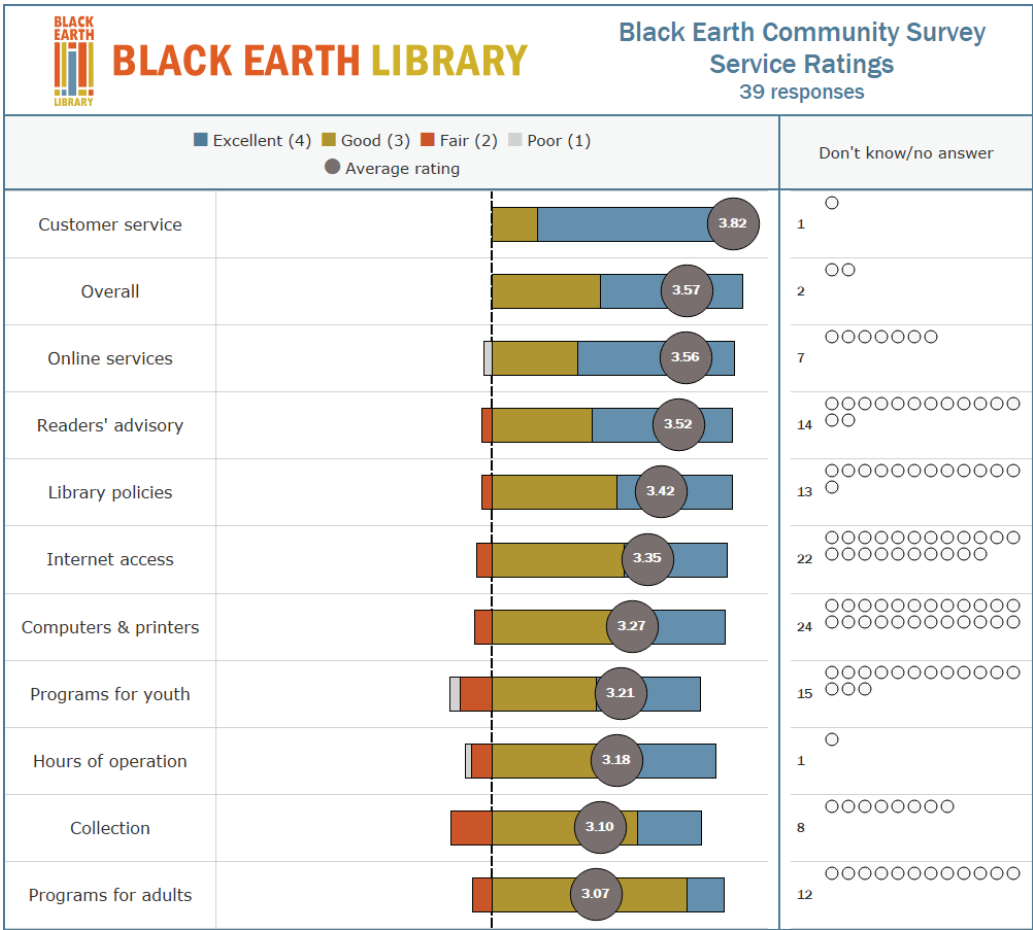 BLACK
EARTH
LIBRARY
BLACK EARTH LIBRARY
Black Earth Community Survey
Service Ratings
39 responses
Excellent (4) Good (3) Fair (2) Poor (1)
Average rating
Don't know/no answer
Customer service 3.82 1
Overall 3.57 2
Online services 3.56 7
Readers' advisory 3.52 14
Library policies 3.42 13
Internet access 3.35 22
Computers & printers 3.27 24
Programs for youth 3.21 15
Hours of operation 3.18 1
Collection 3.10 8
Programs for adults 3.07 12